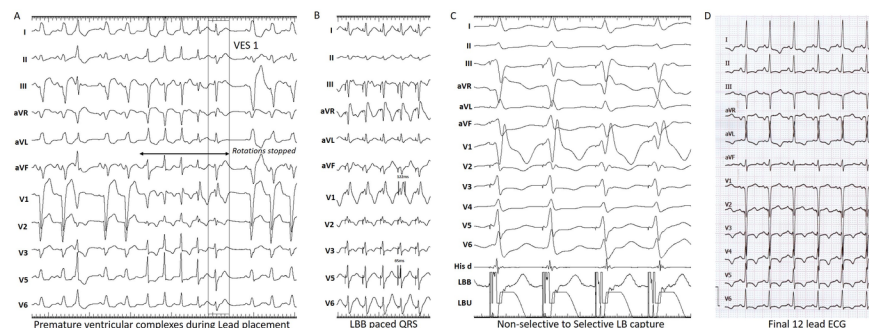 A
I
II
III
aVR
aVL
aVF
V1
V2
V3
V5
V6
VES 1
Rotations stopped
Premature ventricular complexes during Lead placement
B
I
II
III
aVR
aVL
aVF
V1
122ms
V2
V3
65ms
V5
V6
LBB paced QRS
C
I
II
III
aVR
aVL
aVF
V1
V2
V3
V4
V5
V6
His d
LBB
LBU
Non-selective to Selective LB capture
D
I
II
III
aVR
aVL
aVF
V1
V2
V3
V4
V5
V6
Final 12 lead ECG